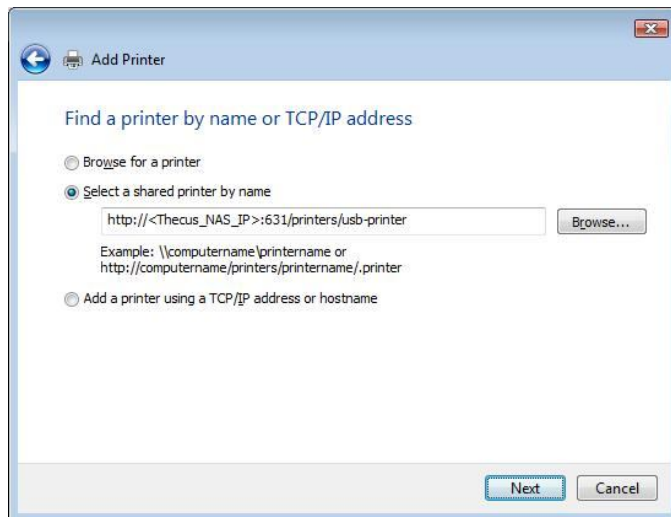 Add Printer
Find a printer by name or TCP/IP address
Browse for a printer
Select a shared printer by name
http://<Thecus_NAS_IP>:631/printers/usb-printer
Browse...
Example: \\computername\printername or
http://computername/printers/printername/.printer
Add a printer using a TCP/IP address or hostname
Next
Cancel